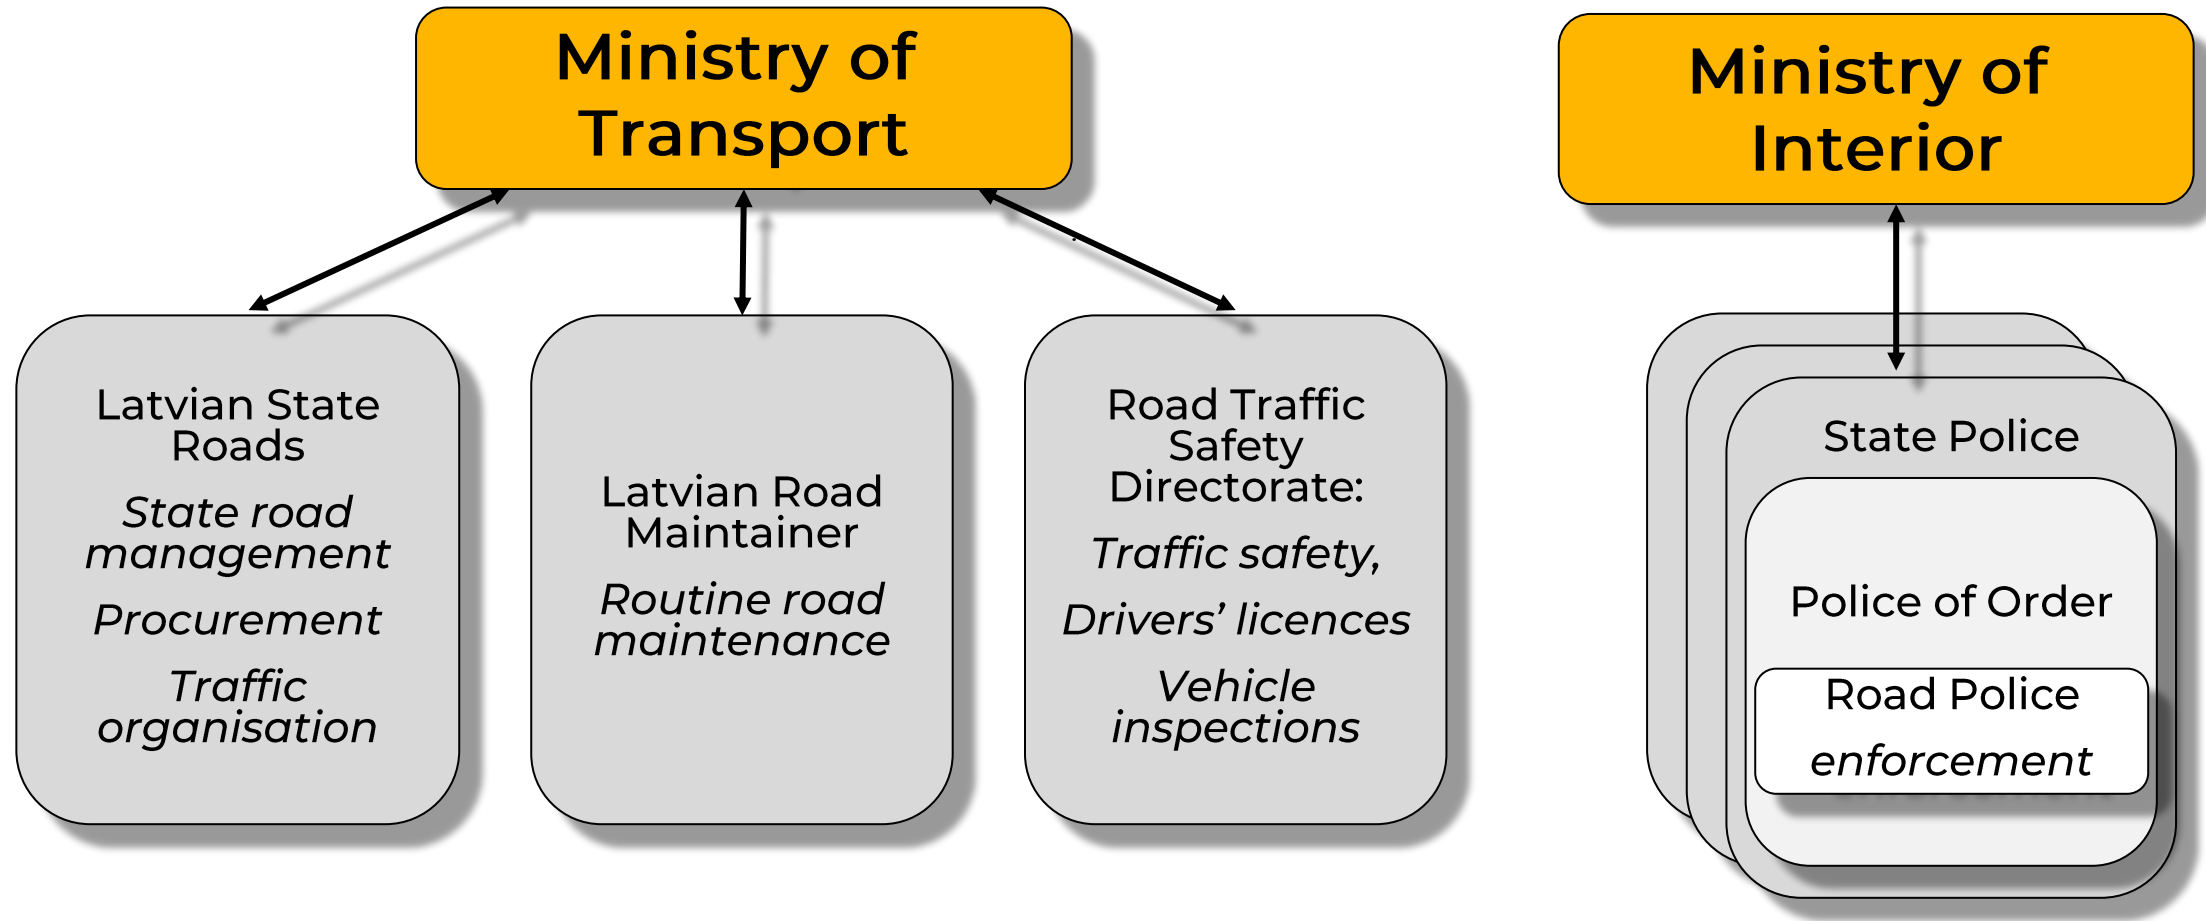 Ministry of
Transport
Ministry of
Interior
Latvian State
Roads
State road
management
Procurement
Traffic
organisation
Latvian Road
Maintainer
Routine road
maintenance
Road Traffic
Safety
Directorate:
Traffic safety,
Drivers’ licences
Vehicle
inspections
State Police
Police of Order
Road Police
enforcement